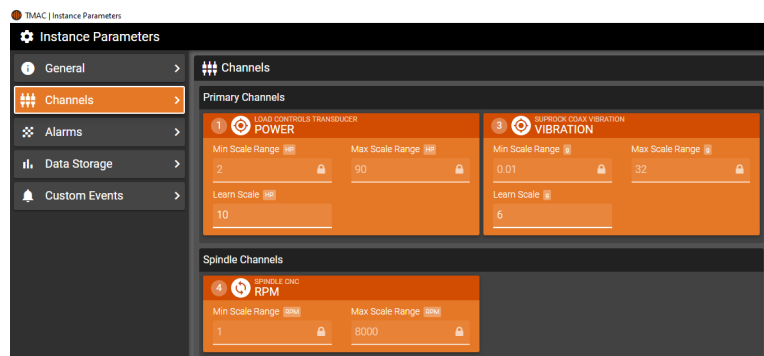 TMAC | Instance Parameters
Instance Parameters
General
Channels
Alarms
Data Storage
Custom Events
Channels
Primary Channels
1 LOAD CONTROLS TRANSDUCER
POWER
Min Scale Range HP Max Scale Range HP
2 90
Learn Scale HP
10
3 SUPROCK COAX VIBRATION
VIBRATION
Min Scale Range g Max Scale Range g
0.01 32
Learn Scale g
6
Spindle Channels
4 SPINDLE CNC
RPM
Min Scale Range RPM Max Scale Range RPM
1 8000